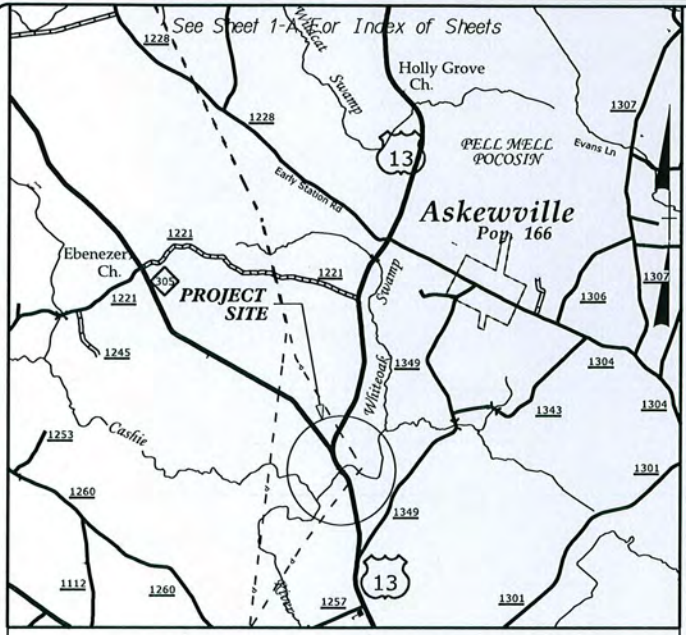 See Sheet 1-A For Index of Sheets
1228
Wildcat
Swamp
Holly Grove
Ch.
1307
1228
13
PELL MELL
POCOSIN
Evans Ln
Early Station Rd
Askewville
Pop. 166
1221
Ebenezer
Ch.
305
1221
1221
PROJECT
SITE
Swamp
1307
1306
1245
1349
Whiteoak
1304
1343
1304
Cashie
1253
1260
1301
1349
1112
1260
River
1257
13
1301